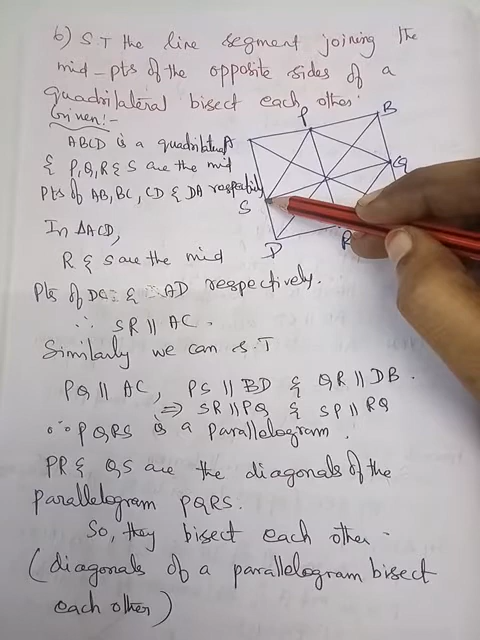 6) S.T the line segment joining the
mid-pts of the opposite sides of a
quadrilateral bisect each other.
Given:-
ABCD is a quadrilateral
& P,Q,R & S are the mid
Pts of AB,BC, CD & DA respectively
In ΔACD,
R & S are the mid
Pts of DC & AD respectively.
∴ SR || AC.
Similarly we can S.T
PQ || AC, PS || BD & QR || DB.
⇒ SR || PQ & SP || RQ
∴ PQRS is a parallelogram.
PR & QS are the diagonals of the
parallelogram PQRS.
So, they bisect each other.
(diagonals of a parallelogram bisect
each other)
A
P
B
Q
S
D
R